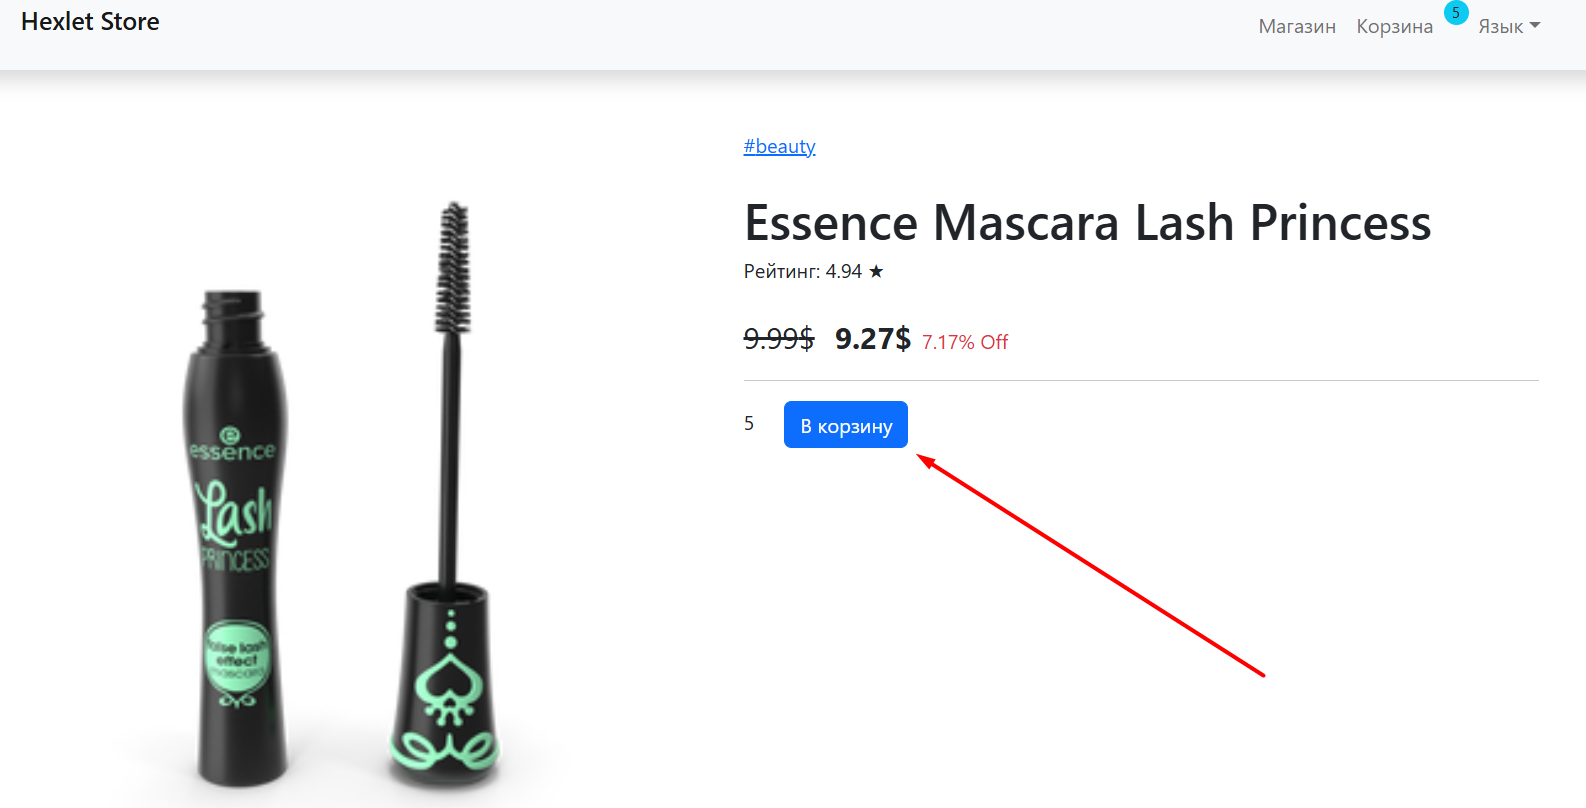 Hexlet Store
Магазин Корзина 5 Язык
#beauty
Essence Mascara Lash Princess
Рейтинг: 4.94 ★
9.99$ 9.27$ 7.17% Off
5 В корзину
essence
Lash
PRINCESS
false lash
effect
mascara